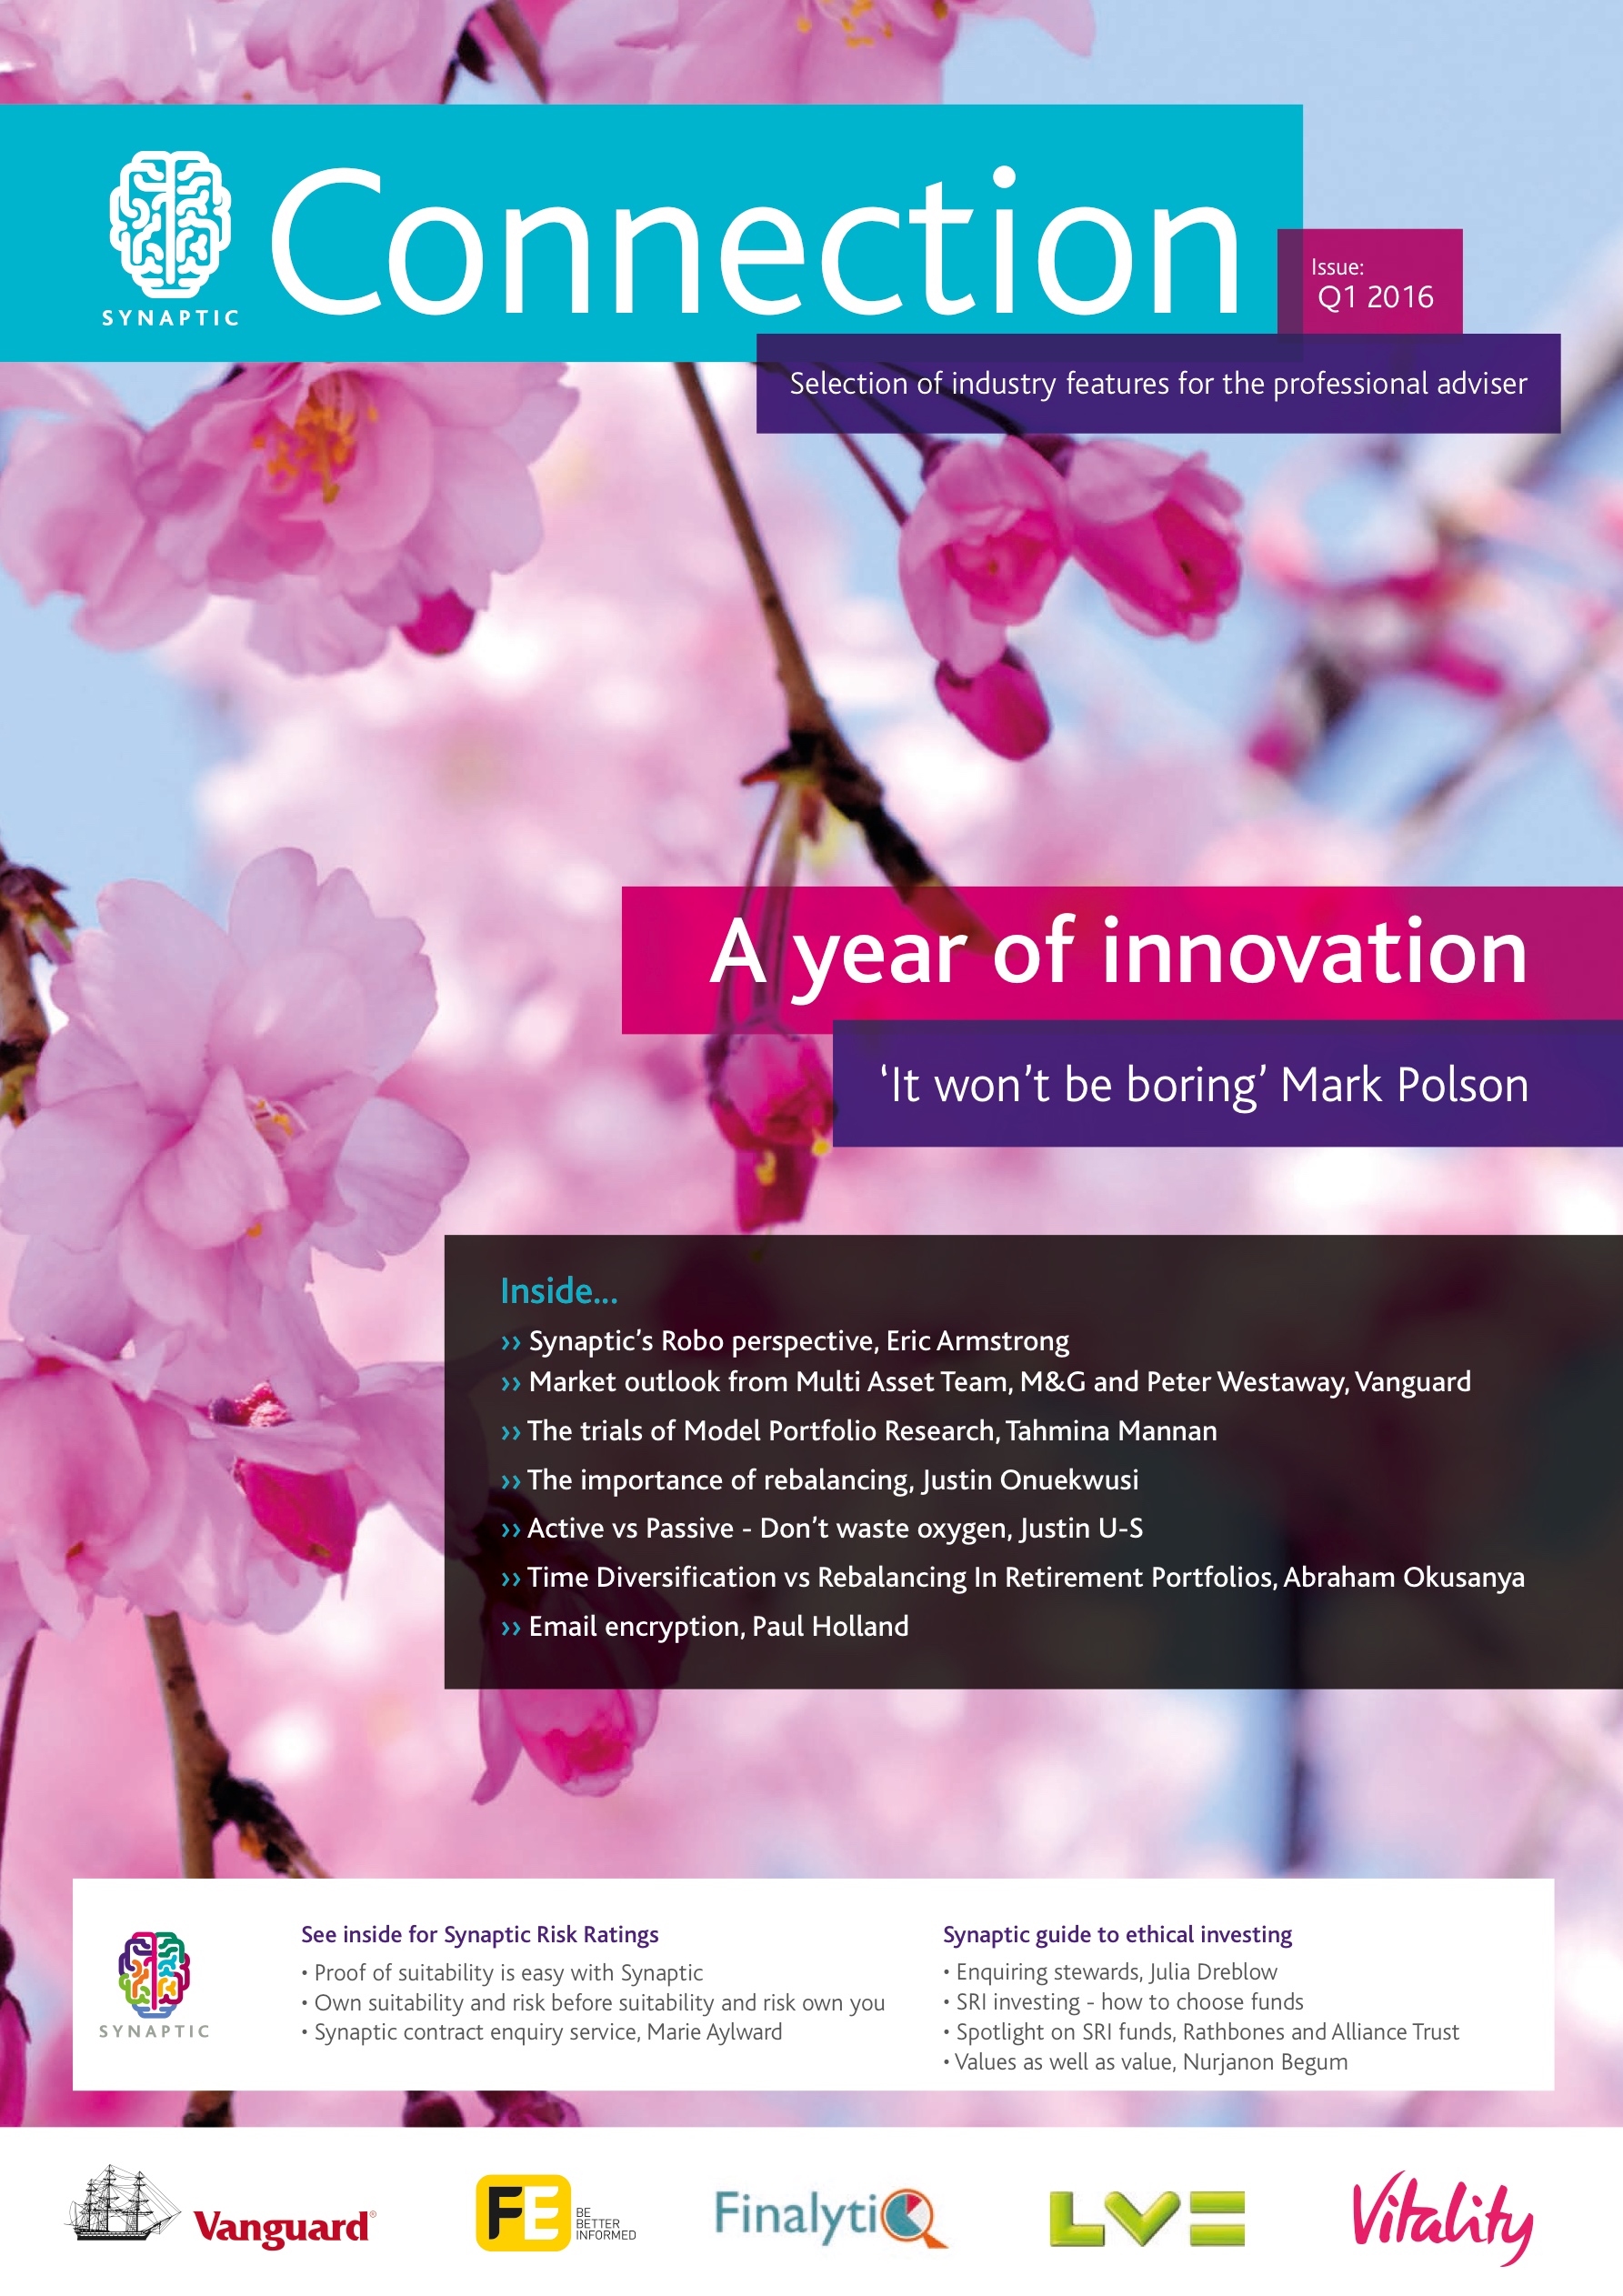 SYNAPTIC
Connection
Issue:
Q1 2016
Selection of industry features for the professional adviser
A year of innovation
‘It won’t be boring’ Mark Polson
Inside...
›› Synaptic’s Robo perspective, Eric Armstrong
›› Market outlook from Multi Asset Team, M&G and Peter Westaway, Vanguard
›› The trials of Model Portfolio Research, Tahmina Mannan
›› The importance of rebalancing, Justin Onuekwusi
›› Active vs Passive - Don’t waste oxygen, Justin U-S
›› Time Diversification vs Rebalancing In Retirement Portfolios, Abraham Okusanya
›› Email encryption, Paul Holland
SYNAPTIC
See inside for Synaptic Risk Ratings
• Proof of suitability is easy with Synaptic
• Own suitability and risk before suitability and risk own you
• Synaptic contract enquiry service, Marie Aylward
Synaptic guide to ethical investing
• Enquiring stewards, Julia Dreblow
• SRI investing - how to choose funds
• Spotlight on SRI funds, Rathbones and Alliance Trust
• Values as well as value, Nurjanon Begum
Vanguard®
FE
BE
BETTER
INFORMED
FinalytiQ
LV=
Vitality